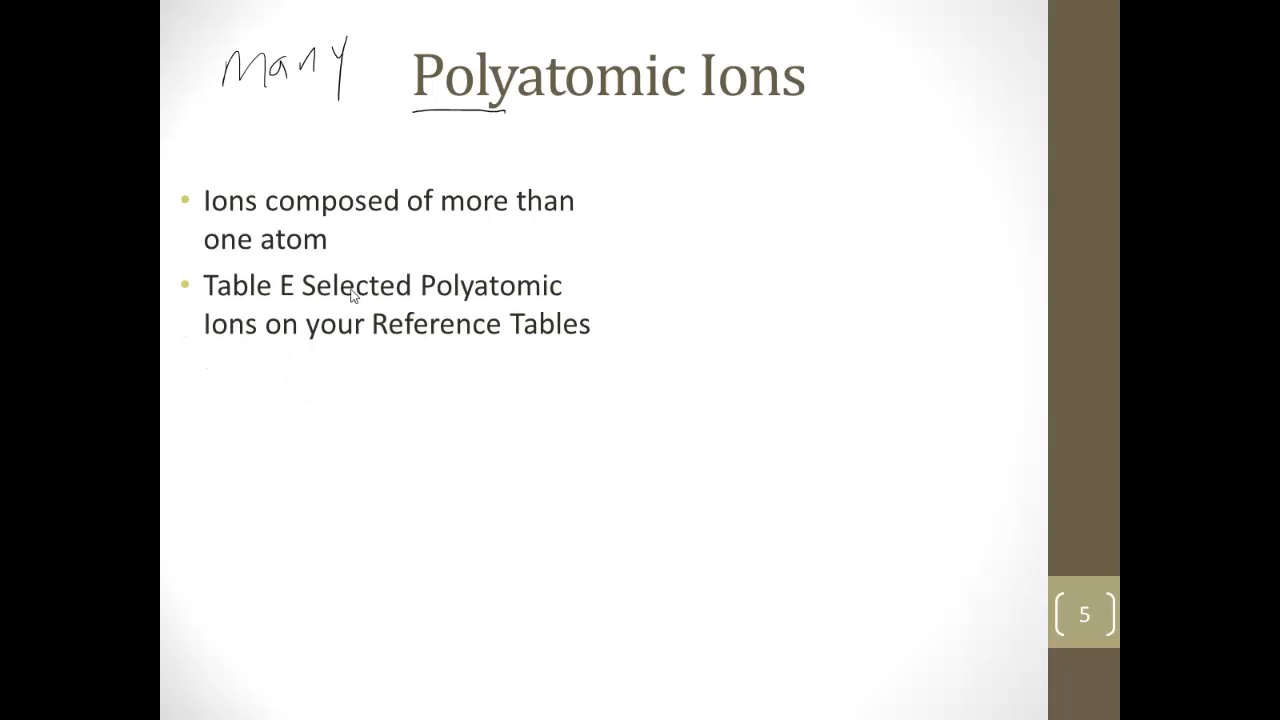 many
Polyatomic Ions
• Ions composed of more than
one atom
• Table E Selected Polyatomic
Ions on your Reference Tables
5